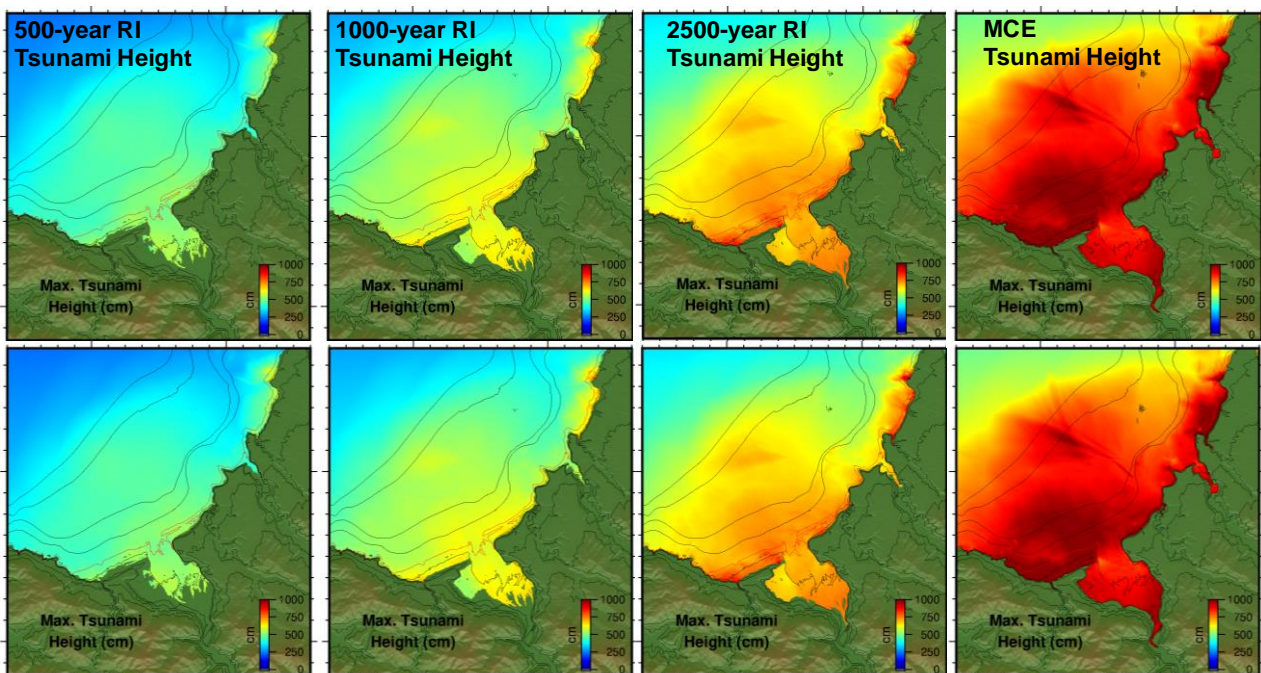 500-year RI
Tsunami Height
1000-year RI
Tsunami Height
2500-year RI
Tsunami Height
MCE
Tsunami Height
Max. Tsunami
Height (cm)
cm
1000
750
500
250
0
Max. Tsunami
Height (cm)
cm
1000
750
500
250
0
Max. Tsunami
Height (cm)
cm
1000
750
500
250
0
Max. Tsunami
Height (cm)
cm
1000
750
500
250
0
Max. Tsunami
Height (cm)
cm
1000
750
500
250
0
Max. Tsunami
Height (cm)
cm
1000
750
500
250
0
Max. Tsunami
Height (cm)
cm
1000
750
500
250
0
Max. Tsunami
Height (cm)
cm
1000
750
500
250
0